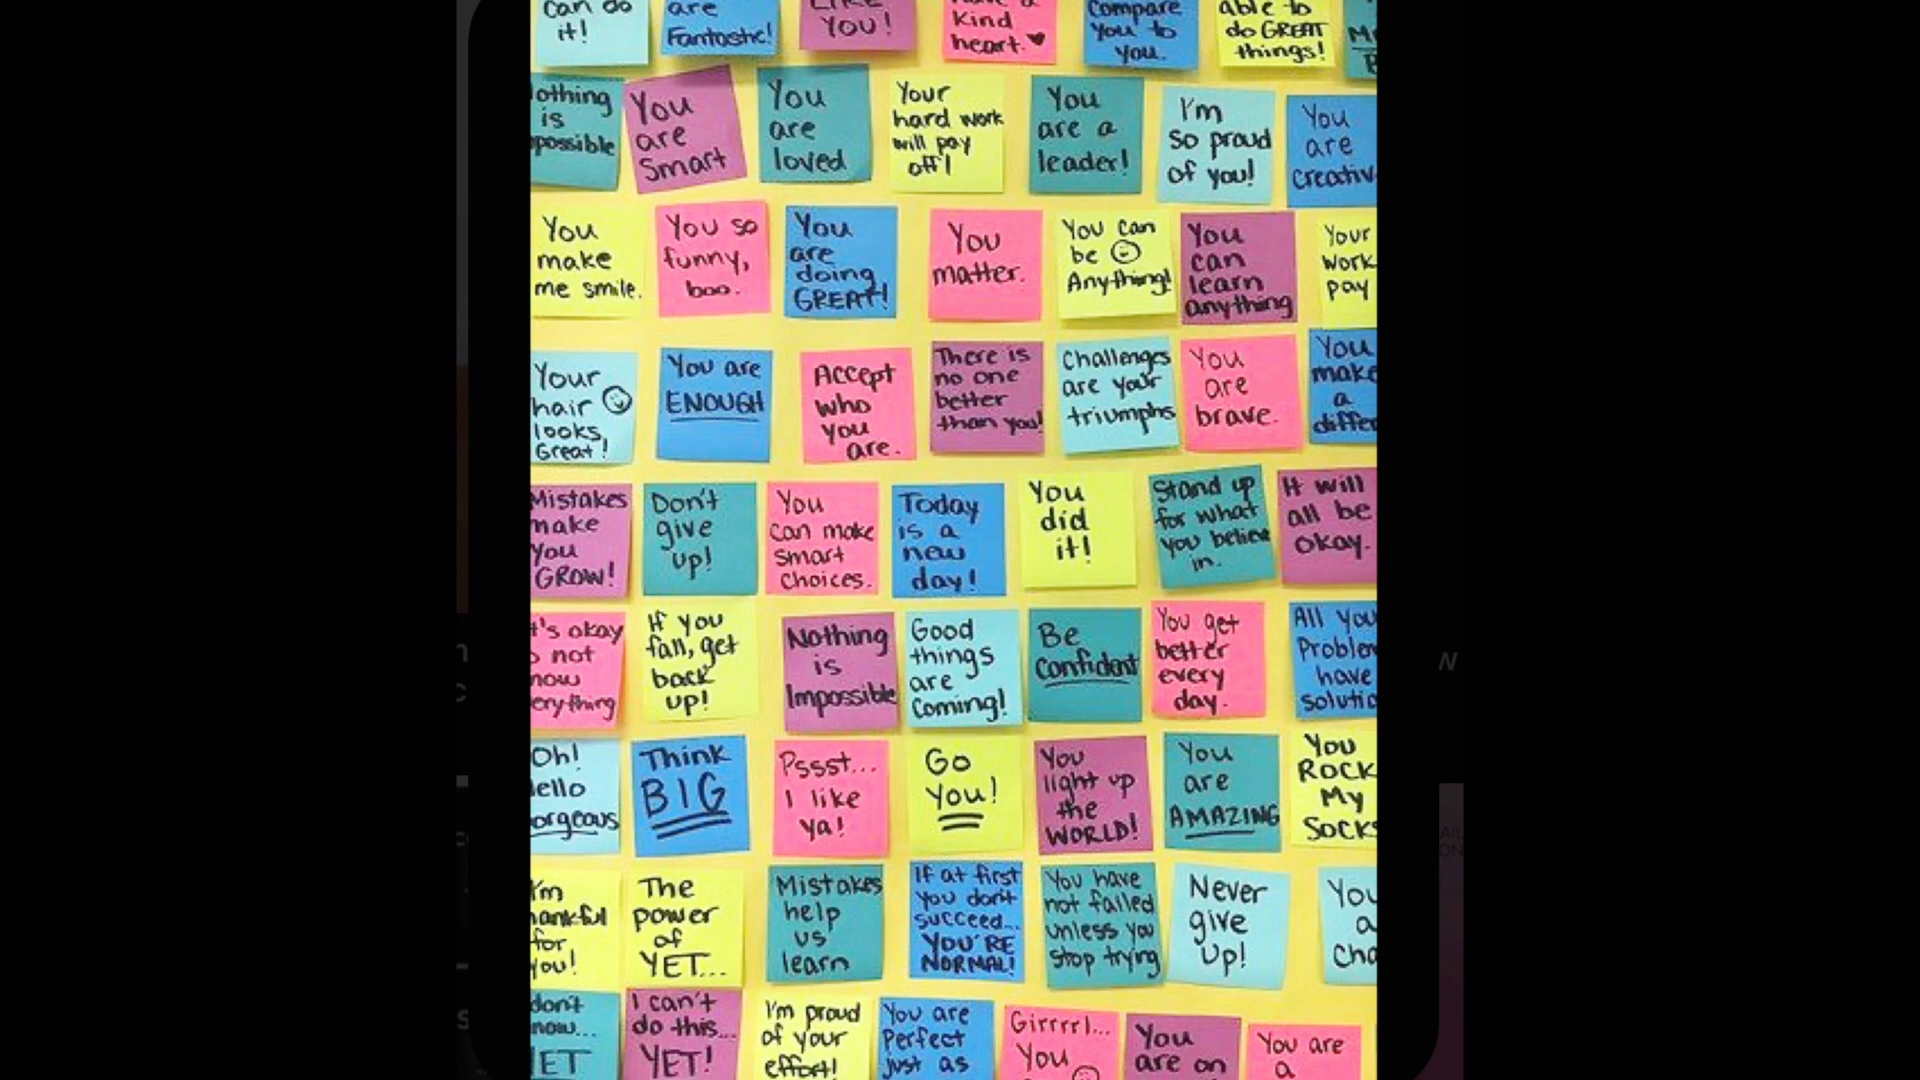 can do
it!
are
Fantastic!
LIKE
YOU!
kind
heart.
Compare
You to
you.
able to
do GREAT
things!
othing
is
possible
You
are
Smart
You
are
loved
Your
hard work
will pay
off!
You
are a
leader!
I'm
so proud
of you!
You
are
creativ
You
make
me smile.
You so
funny,
boo.
You
are
doing
GREAT!
You
matter.
You can
be
Anything!
You
can
learn
anything
Your
work
pay
Your
hair
looks
Great!
You are
ENOUGH
Accept
who
you
are.
There is
no one
better
than you!
Challenges
are your
triumphs
You
are
brave.
You
make
a
differ
Mistakes
make
you
GROW!
Don't
give
up!
You
can make
smart
choices.
Today
is a
new
day!
You
did
it!
Stand up
for what
you believe
in.
It will
all be
okay.
t's okay
o not
now
erything
If you
fall, get
back
up!
Nothing
is
Impossible
Good
things
are
Coming!
Be
Confident
You get
better
every
day.
All You
Problem
have
solutio
Oh!
ello
orgeous
Think
BIG
Pssst...
I like
ya!
Go
You!
You
light up
the
WORLD!
You
are
AMAZING
You
ROCK
My
Socks
I'm
hankful
for
you!
The
power
of
YET...
Mistakes
help
us
learn
If at first
you don't
succeed...
YOU'RE
NORMAL!
You have
not failed
unless you
stop trying
Never
give
up!
You
a
cha
don't
now...
YET
I can't
do this...
YET!
I'm proud
of your
effort!
You are
Perfect
just as
Girrrrl...
You
You
are on
You are
a